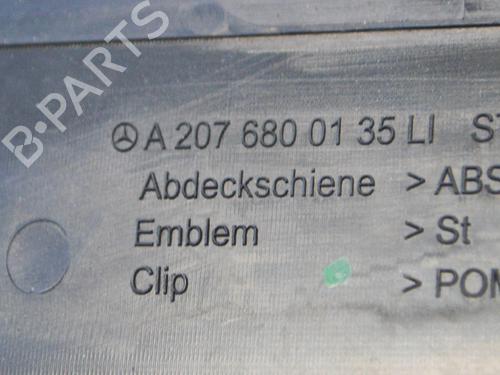 B-PARTS
A 207 680 01 35 LI
Abdeckschiene > ABS
Emblem > St
Clip > POM